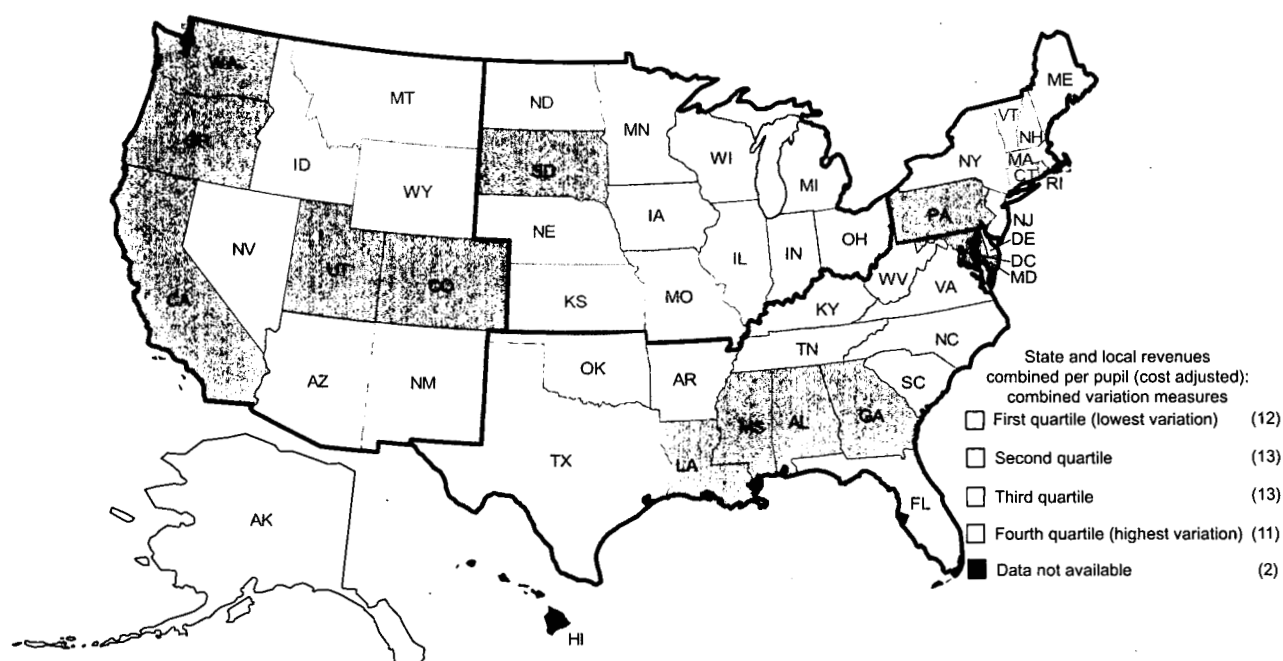 WA
MT
ND
MN
ME
VT
NH
OR
ID
SD
WI
MI
NY
MA
CT
RI
WY
IA
PA
NJ
NV
NE
OH
DE
UT
CO
IL
IN
DC
MD
WV
VA
CA
KS
MO
KY
NC
TN
AZ
NM
OK
AR
SC
MS
AL
GA
TX
LA
FL
AK
HI
State and local revenues
combined per pupil (cost adjusted):
combined variation measures
First quartile (lowest variation) (12)
Second quartile (13)
Third quartile (13)
Fourth quartile (highest variation) (11)
Data not available (2)